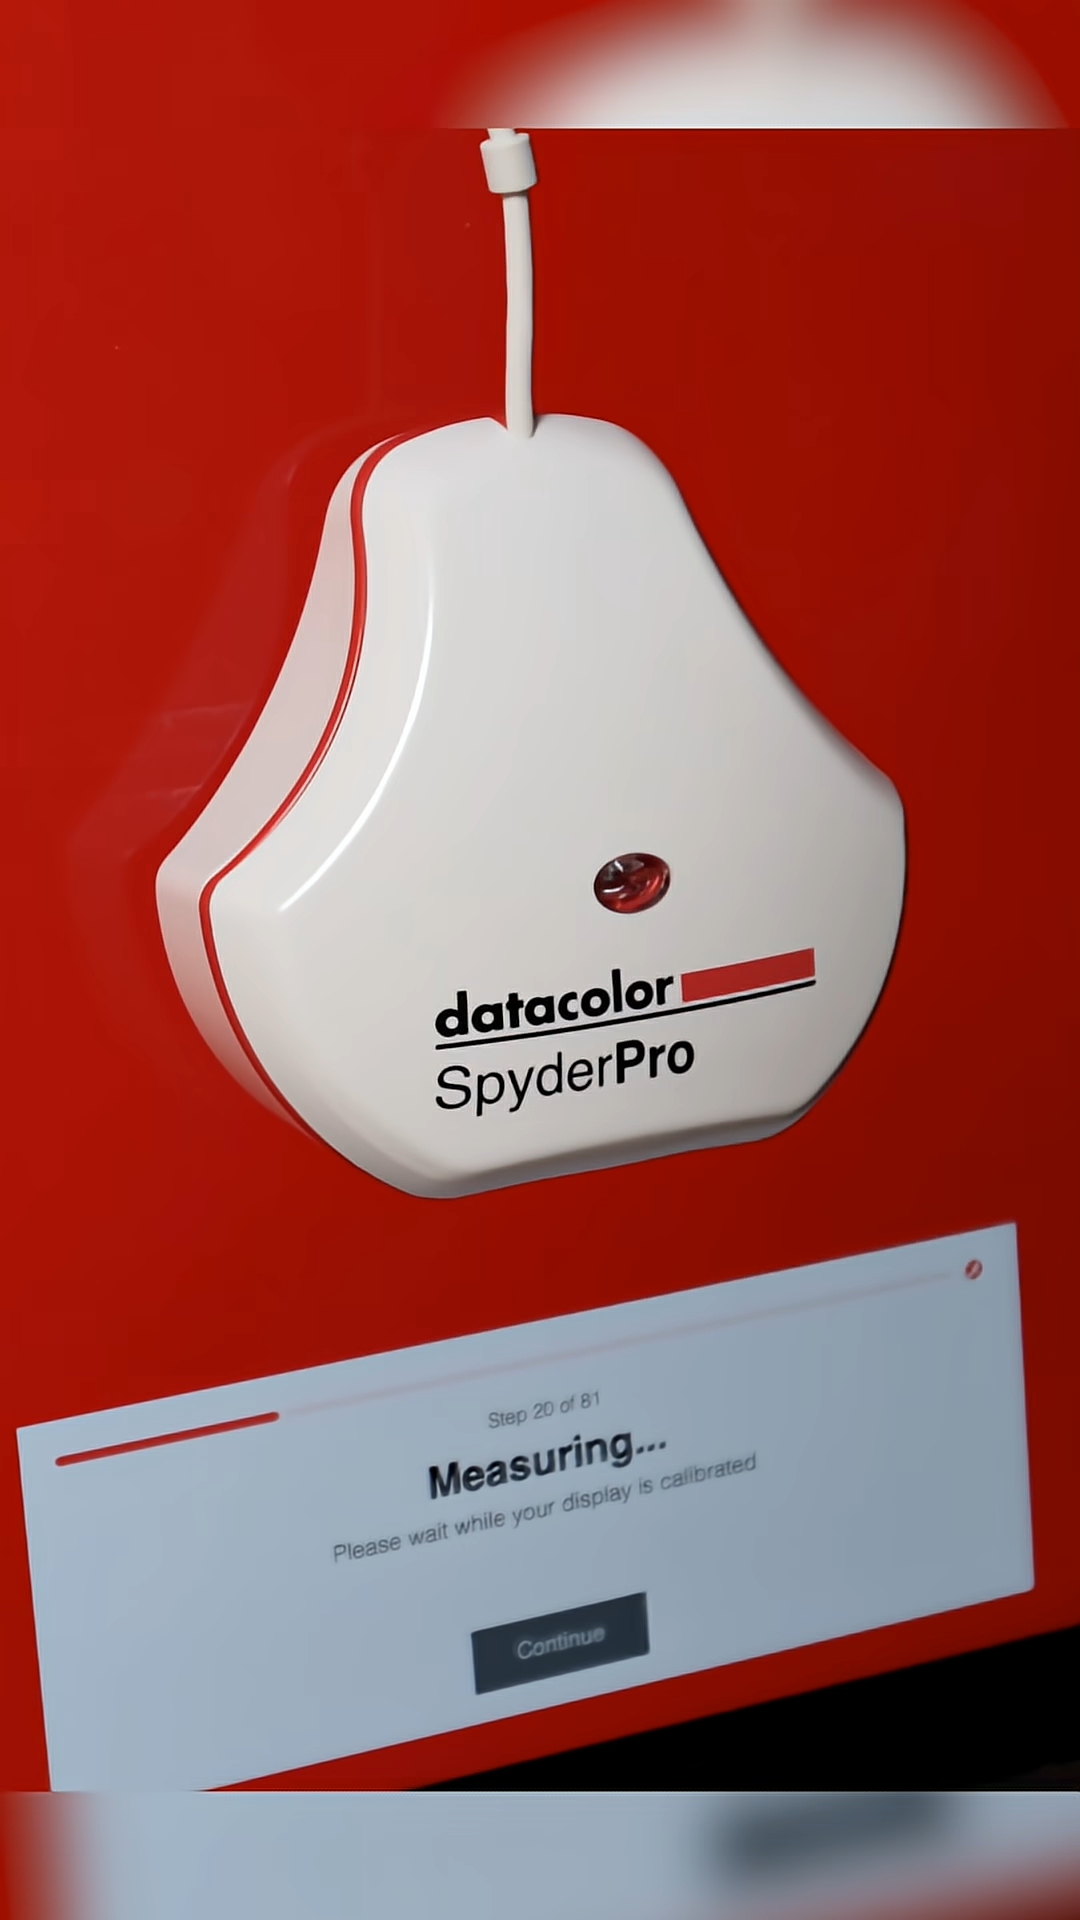 datacolor
SpyderPro
Step 20 of 81
Measuring...
Please wait while your display is calibrated
Continue